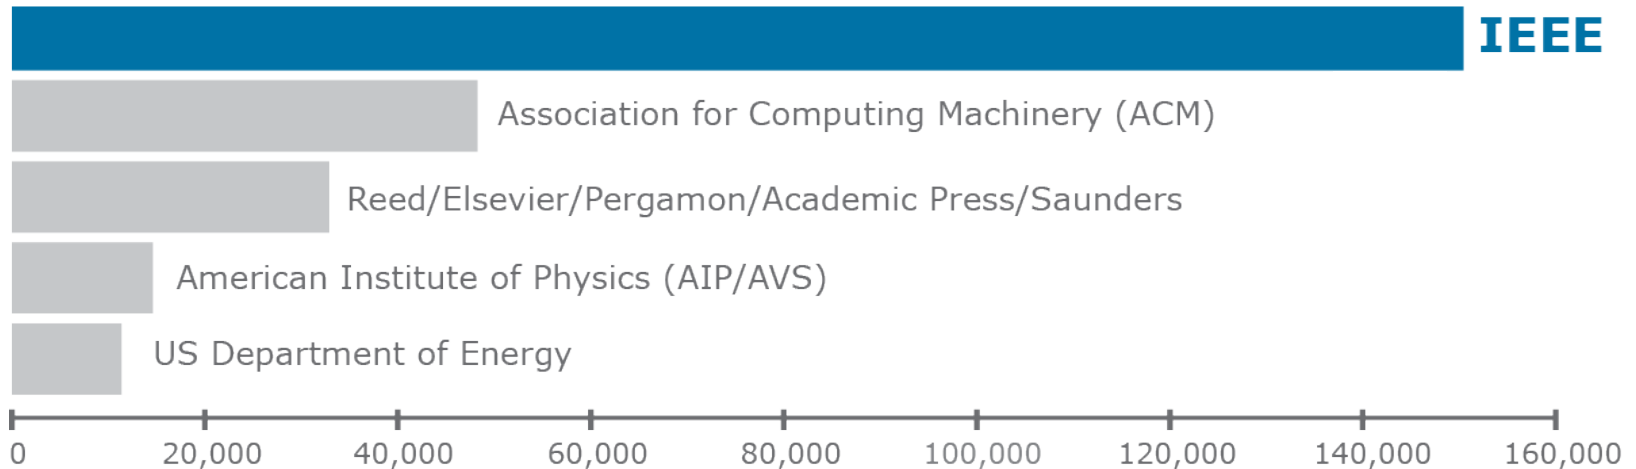 IEEE
Association for Computing Machinery (ACM)
Reed/Elsevier/Pergamon/Academic Press/Saunders
American Institute of Physics (AIP/AVS)
US Department of Energy
0 20,000 40,000 60,000 80,000 100,000 120,000 140,000 160,000